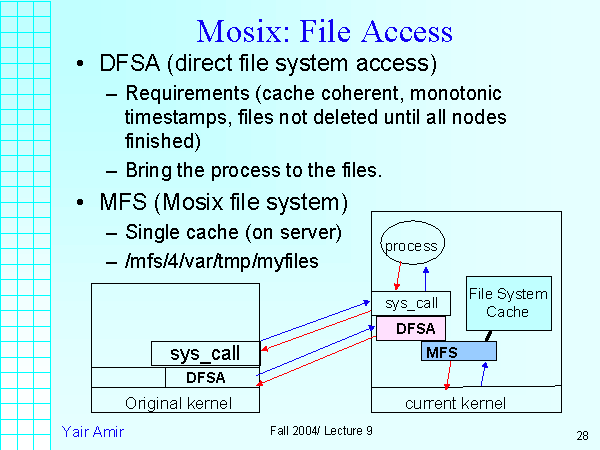 Mosix: File Access
• DFSA (direct file system access)
– Requirements (cache coherent, monotonic
timestamps, files not deleted until all nodes
finished)
– Bring the process to the files.
• MFS (Mosix file system)
– Single cache (on server)
– /mfs/4/var/tmp/myfiles
process
sys_call
File System
Cache
DFSA
MFS
current kernel
sys_call
DFSA
Original kernel
Yair Amir
Fall 2004/ Lecture 9
28